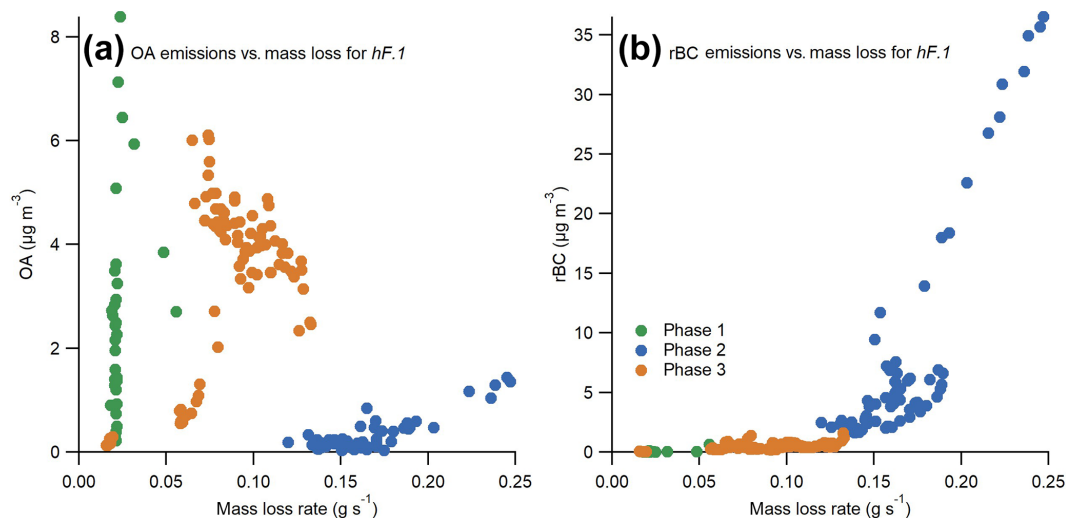 (a) OA emissions vs. mass loss for hF.1
8
6
4
2
0
OA (µg m⁻³)
0.00 0.05 0.10 0.15 0.20 0.25
Mass loss rate (g s⁻¹)
(b) rBC emissions vs. mass loss for hF.1
35
30
25
20
15
10
5
0
rBC (µg m⁻³)
Phase 1
Phase 2
Phase 3
0.00 0.05 0.10 0.15 0.20 0.25
Mass loss rate (g s⁻¹)